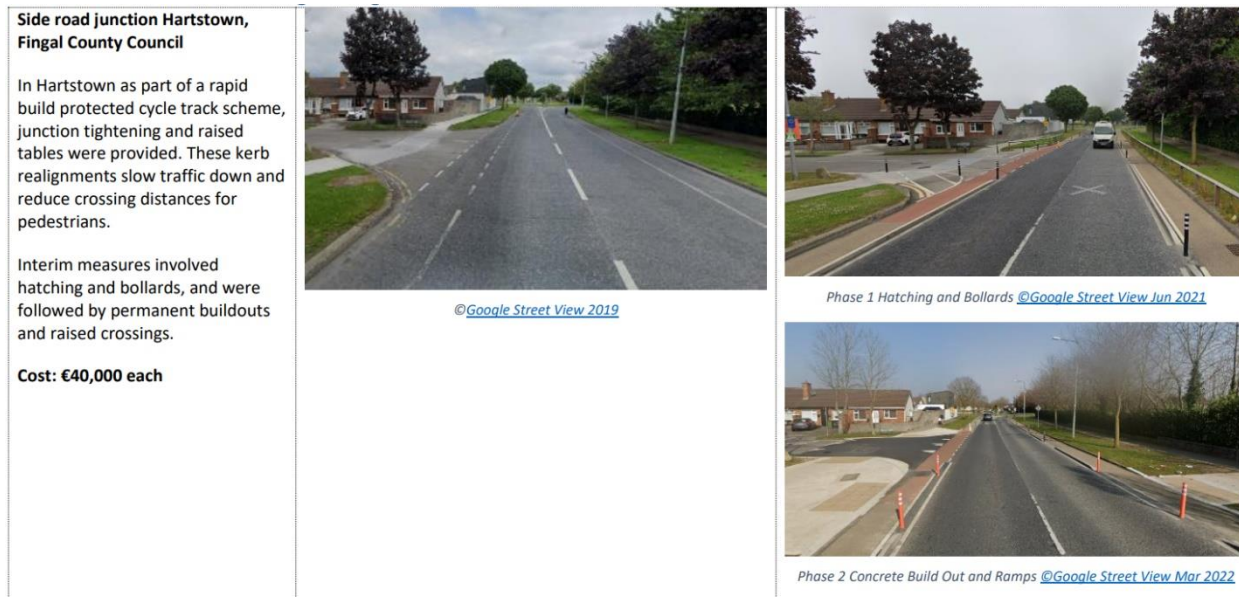 Side road junction Hartstown,
Fingal County Council
In Hartstown as part of a rapid
build protected cycle track scheme,
junction tightening and raised
tables were provided. These kerb
realignments slow traffic down and
reduce crossing distances for
pedestrians.
Interim measures involved
hatching and bollards, and were
followed by permanent buildouts
and raised crossings.
Cost: €40,000 each
©Google Street View 2019
Phase 1 Hatching and Bollards ©Google Street View Jun 2021
Phase 2 Concrete Build Out and Ramps ©Google Street View Mar 2022